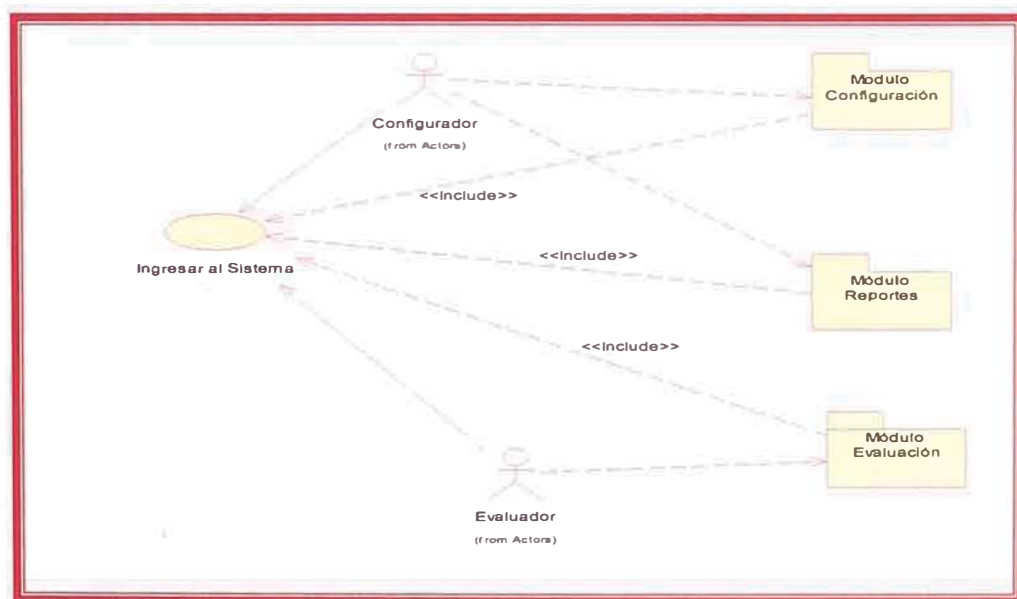 Modulo
Configuración
Configurador
(from Actors)
<<Include>>
Ingresar al Sistema
<<Include>>
Módulo
Reportes
<<Include>>
Módulo
Evaluación
Evaluador
(from Actors)